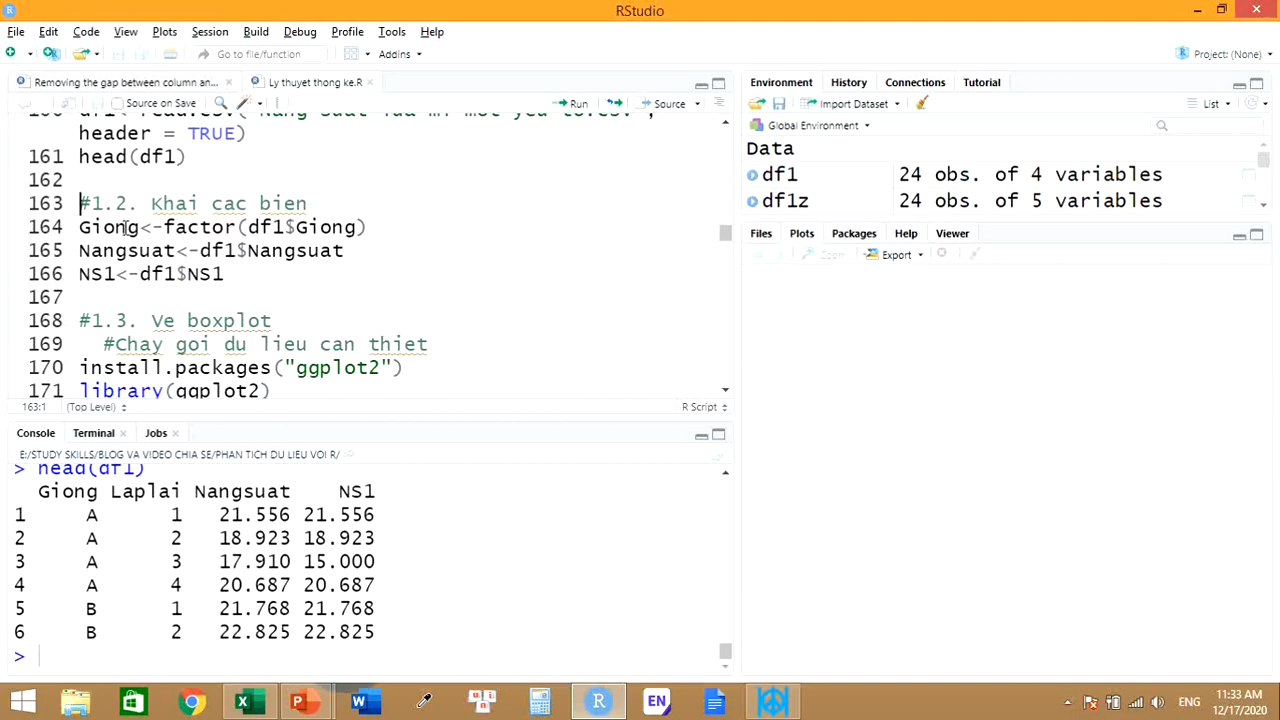 RStudio
File Edit Code View Plots Session Build Debug Profile Tools Help
Go to file/function Addins Project: (None)
Removing the gap between column an... Ly thuyet thong ke.R
Source on Save Run Source
header = TRUE)
161 head(df1)
162
163 #1.2. Khai cac bien
164 Giong<-factor(df1$Giong)
165 Nangsuat<-df1$Nangsuat
166 NS1<-df1$NS1
167
168 #1.3. Ve boxplot
169 #Chay goi du lieu can thiet
170 install.packages("ggplot2")
171 library(ggplot2)
163:1 (Top Level) R Script
Console Terminal Jobs
E:/STUDY SKILLS/BLOG VA VIDEO CHIA SE/PHAN TICH DU LIEU VOI R/
> head(df1)
Giong Laplai Nangsuat NS1
1 A 1 21.556 21.556
2 A 2 18.923 18.923
3 A 3 17.910 15.000
4 A 4 20.687 20.687
5 B 1 21.768 21.768
6 B 2 22.825 22.825
>
Environment History Connections Tutorial
Import Dataset List
Global Environment
Data
df1 24 obs. of 4 variables
df1z 24 obs. of 5 variables
Files Plots Packages Help Viewer
Zoom Export
EN
ENG
11:33 AM
12/17/2020